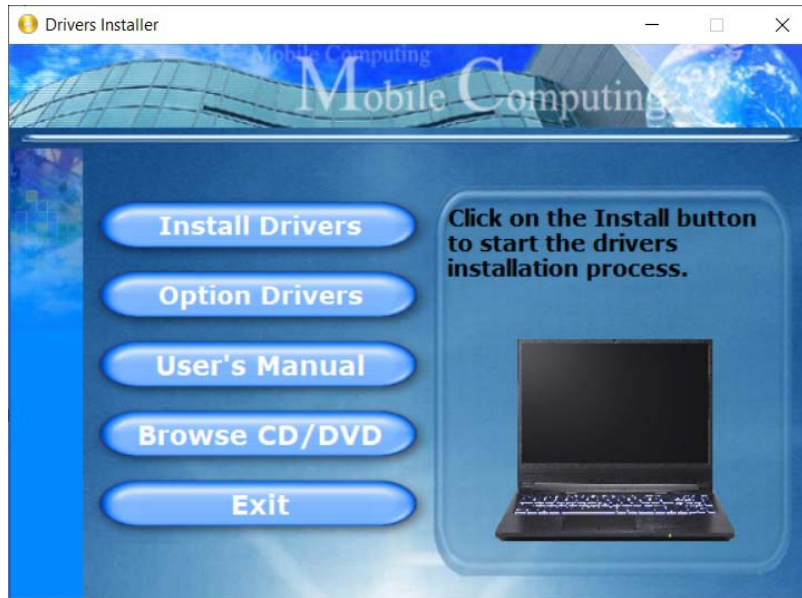 Drivers Installer
Mobile Computing
Mobile Computing
Install Drivers
Option Drivers
User's Manual
Browse CD/DVD
Exit
Click on the Install button
to start the drivers
installation process.